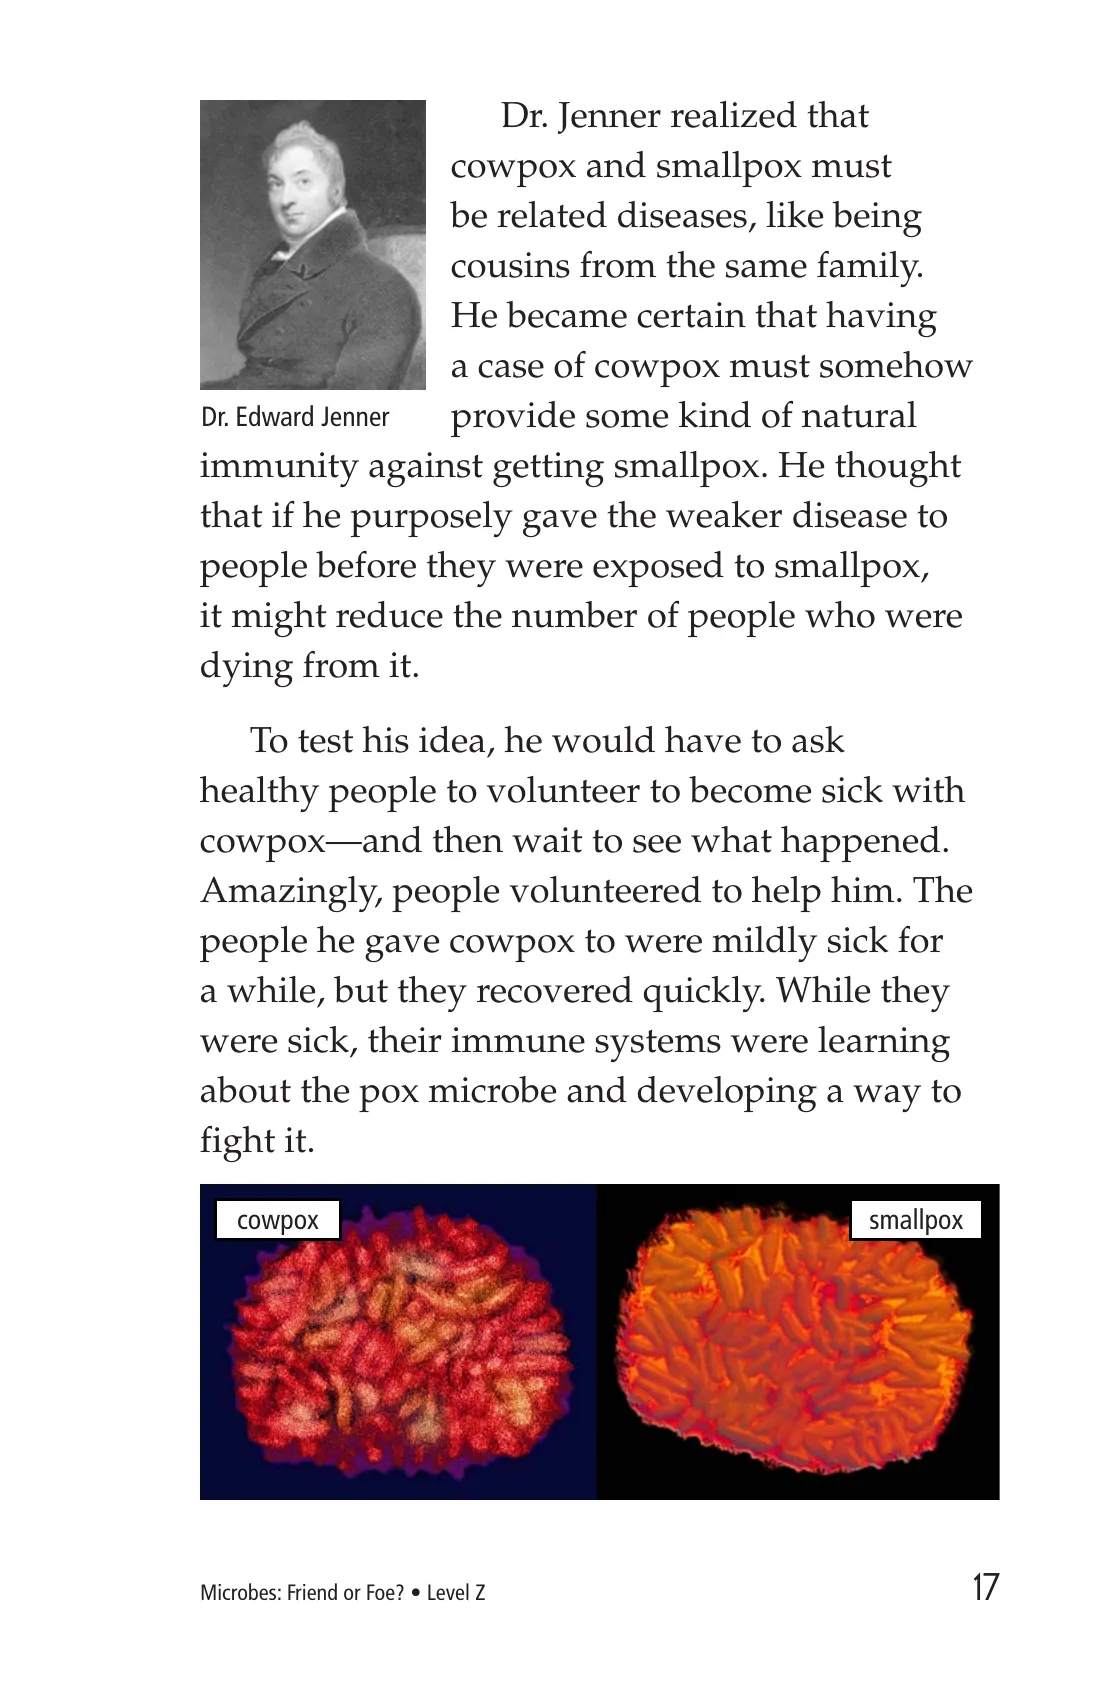 Dr. Jenner realized that
cowpox and smallpox must
be related diseases, like being
cousins from the same family.
He became certain that having
a case of cowpox must somehow
provide some kind of natural
Dr. Edward Jenner
immunity against getting smallpox. He thought
that if he purposely gave the weaker disease to
people before they were exposed to smallpox,
it might reduce the number of people who were
dying from it.
To test his idea, he would have to ask
healthy people to volunteer to become sick with
cowpox—and then wait to see what happened.
Amazingly, people volunteered to help him. The
people he gave cowpox to were mildly sick for
a while, but they recovered quickly. While they
were sick, their immune systems were learning
about the pox microbe and developing a way to
fight it.
cowpox
smallpox
Microbes: Friend or Foe? • Level Z
17